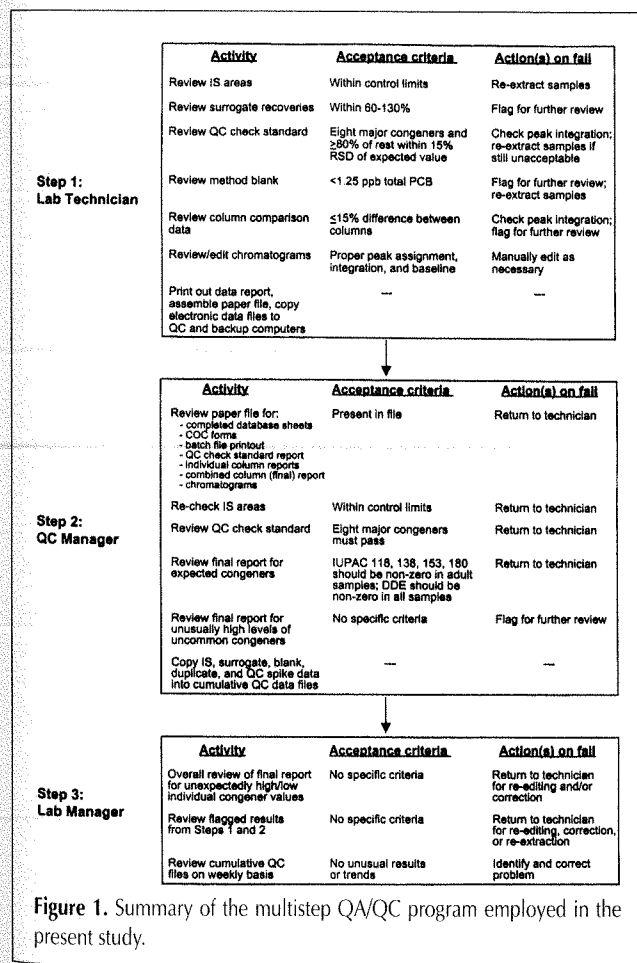 Activity Acceptance criteria Action(s) on fail
Review IS areas Within control limits Re-extract samples
Review surrogate recoveries Within 60-130% Flag for further review
Review QC check standard Eight major congeners and Check peak integration;
≥80% of rest within 15% re-extract samples if
RSD of expected value still unacceptable
Step 1:
Lab Technician
Review method blank <1.25 ppb total PCB Flag for further review;
re-extract samples
Review column comparison ≤15% difference between Check peak integration;
data columns flag for further review
Review/edit chromatograms Proper peak assignment, Manually edit as
integration, and baseline necessary
Print out data report, — —
assemble paper file, copy
electronic data files to
QC and backup computers
Activity Acceptance criteria Action(s) on fail
Review paper file for: Present in file Return to technician
- completed database sheets
- COC forms
- batch file printout
- QC check standard report
- individual column reports
- combined column (final) report
- chromatograms
Re-check IS areas Within control limits Return to technician
Step 2:
QC Manager
Review QC check standard Eight major congeners Return to technician
must pass
Review final report for IUPAC 118, 138, 153, 180 Return to technician
expected congeners should be non-zero in adult
samples; DDE should be
non-zero in all samples
Review final report for No specific criteria Flag for further review
unusually high levels of
uncommon congeners
Copy IS, surrogate, blank, — —
duplicate, and QC spike data
into cumulative QC data files
Activity Acceptance criteria Action(s) on fail
Step 3:
Lab Manager
Overall review of final report No specific criteria Return to technician
for unexpectedly high/low for re-editing and/or
individual congener values correction
Review flagged results No specific criteria Return to technician
from Steps 1 and 2 for re-editing, correction,
or re-extraction
Review cumulative QC No unusual results Identify and correct
files on weekly basis or trends problem
Figure 1. Summary of the multistep QA/QC program employed in the
present study.